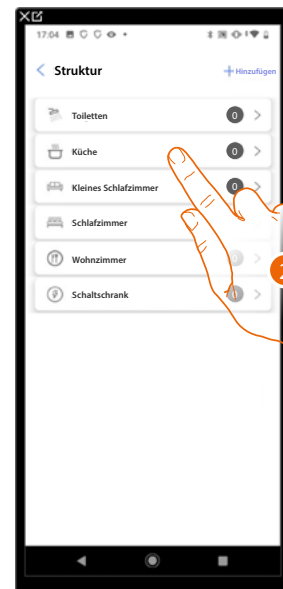 17:04
Struktur
Hinzufügen
Toiletten 0
Küche 0
Kleines Schlafzimmer 0
Schlafzimmer
Wohnzimmer
Schaltschrank